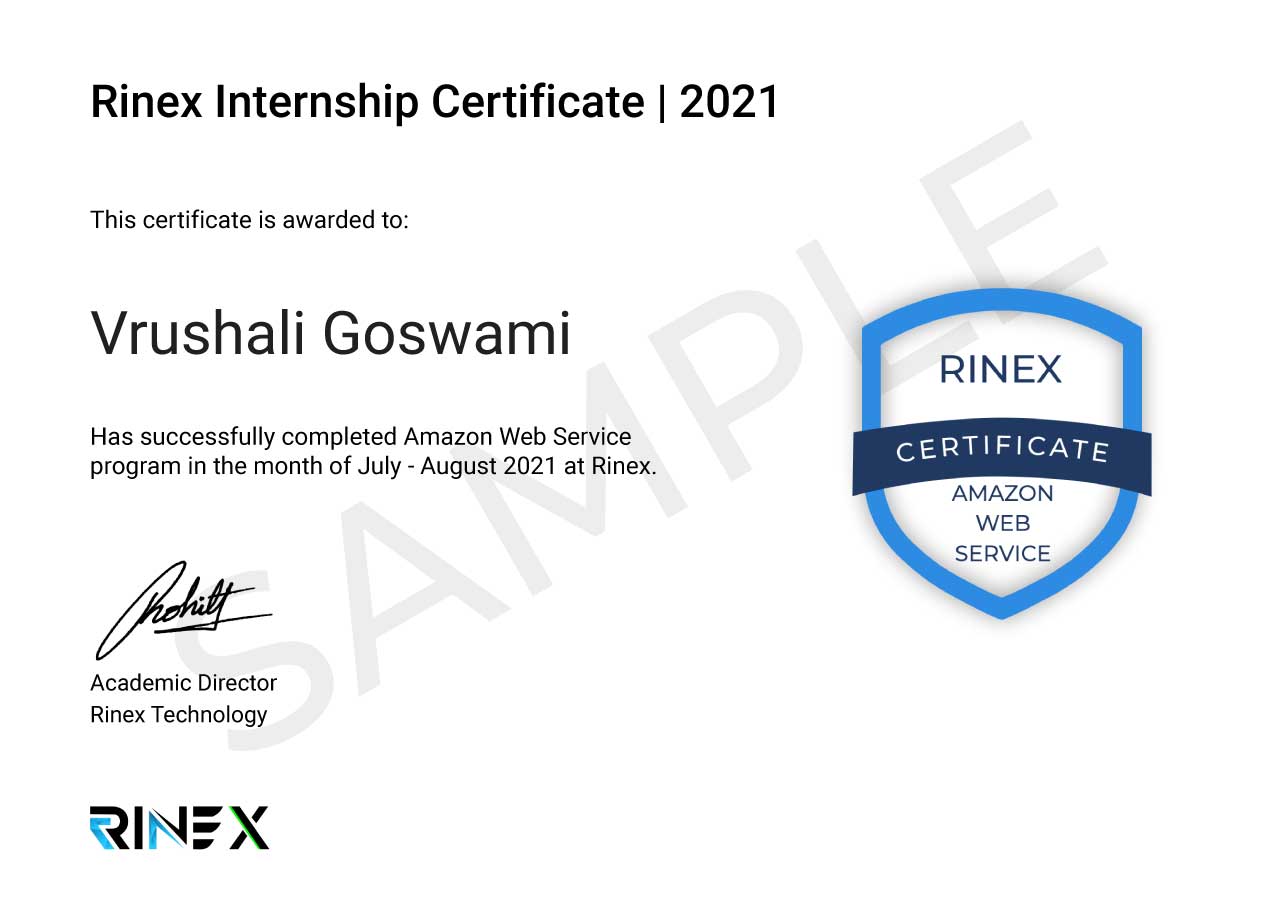 Rinex Internship Certificate | 2021
This certificate is awarded to:
Vrushali Goswami
Has successfully completed Amazon Web Service
program in the month of July - August 2021 at Rinex.
Academic Director
Rinex Technology
RINEX
RINEX
CERTIFICATE
AMAZON
WEB
SERVICE
SAMPLE